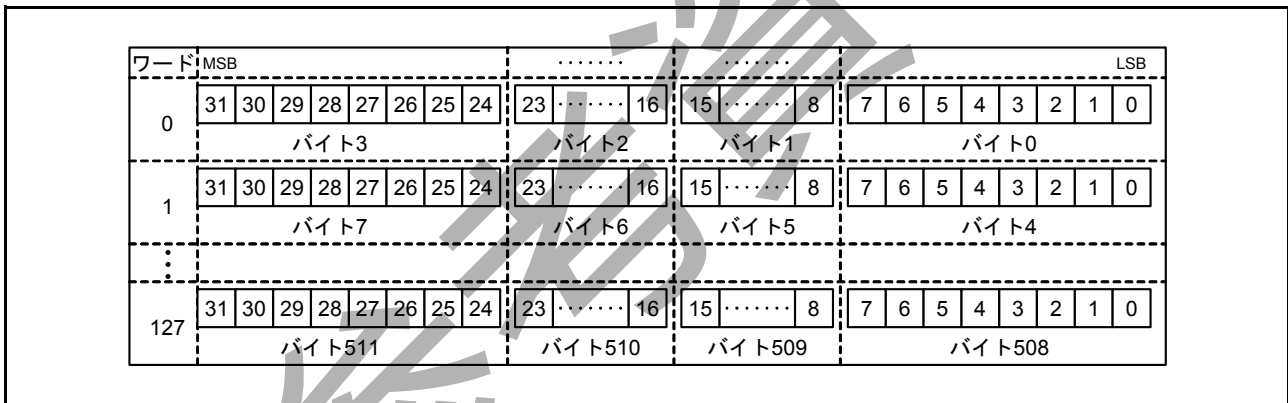 ワード MSB ······· ······· LSB
0 31 30 29 28 27 26 25 24 23 ······· 16 15 ······· 8 7 6 5 4 3 2 1 0
バイト3 バイト2 バイト1 バイト0
1 31 30 29 28 27 26 25 24 23 ······· 16 15 ······· 8 7 6 5 4 3 2 1 0
バイト7 バイト6 バイト5 バイト4
⋮
127 31 30 29 28 27 26 25 24 23 ······· 16 15 ······· 8 7 6 5 4 3 2 1 0
バイト511 バイト510 バイト509 バイト508